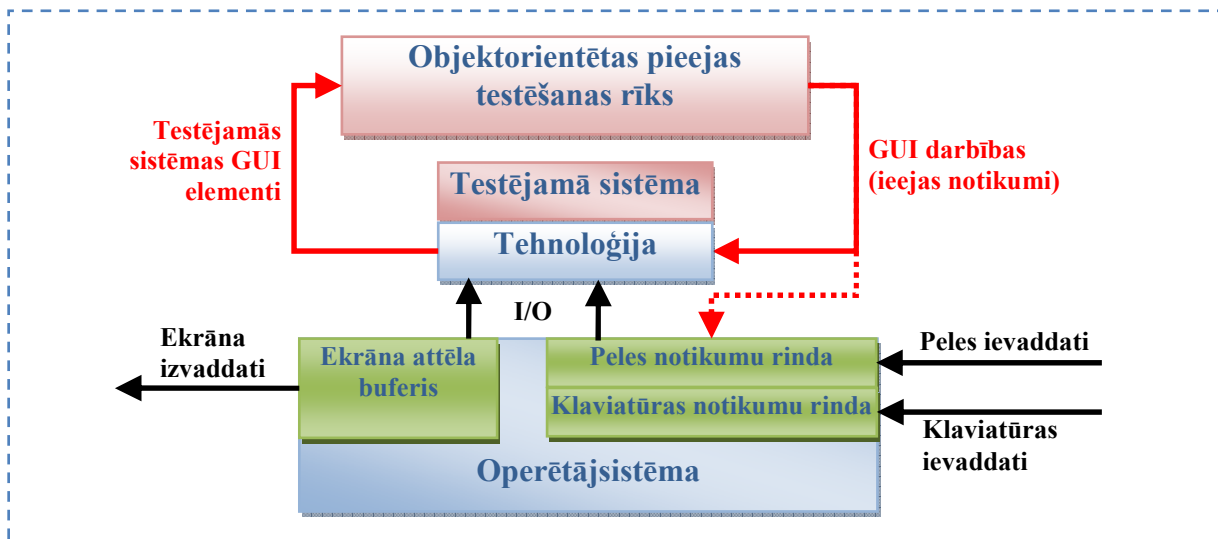 Objektorientētas pieejas
testēšanas rīks
Testējamās
sistēmas GUI
elementi
GUI darbības
(ieejas notikumi)
Testējamā sistēma
Tehnoloģija
I/O
Ekrāna
izvaddati
Ekrāna attēla
buferis
Peles notikumu rinda
Klaviatūras notikumu rinda
Peles ievaddati
Klaviatūras
ievaddati
Operētājsistēma